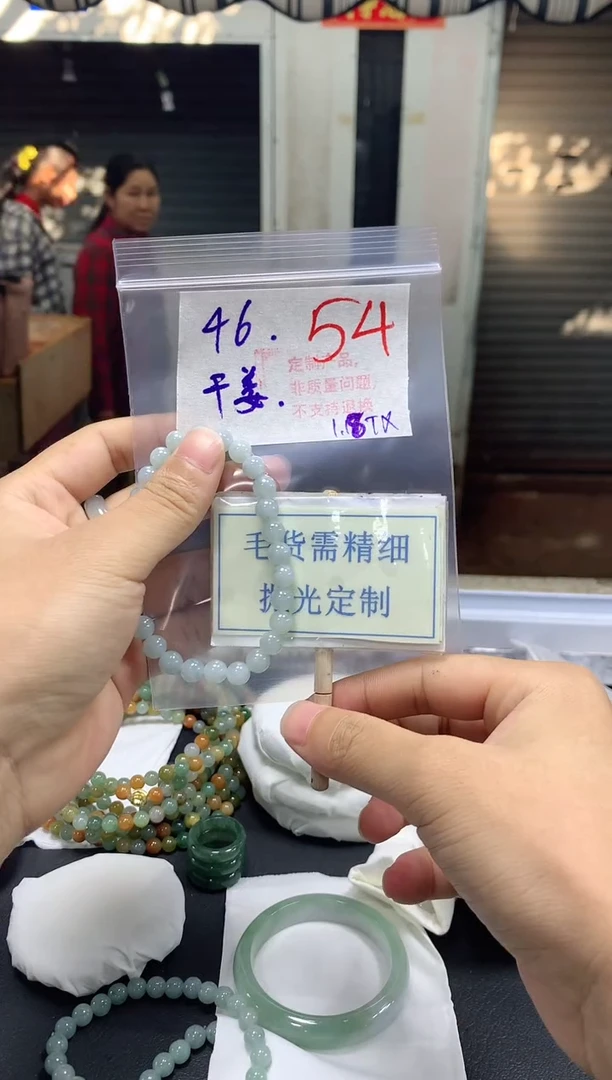 46. 54
定制产品,
干姜.
非质量问题,
不支持退换
毛货需精细
抛光定制